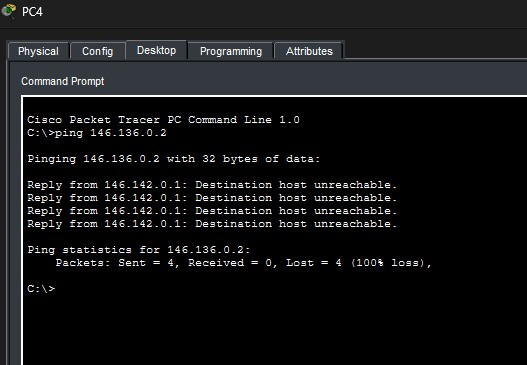 PC4
Physical Config Desktop Programming Attributes
Command Prompt
Cisco Packet Tracer PC Command Line 1.0
C:\>ping 146.136.0.2
Pinging 146.136.0.2 with 32 bytes of data:
Reply from 146.142.0.1: Destination host unreachable.
Reply from 146.142.0.1: Destination host unreachable.
Reply from 146.142.0.1: Destination host unreachable.
Reply from 146.142.0.1: Destination host unreachable.
Ping statistics for 146.136.0.2:
Packets: Sent = 4, Received = 0, Lost = 4 (100% loss),
C:\>